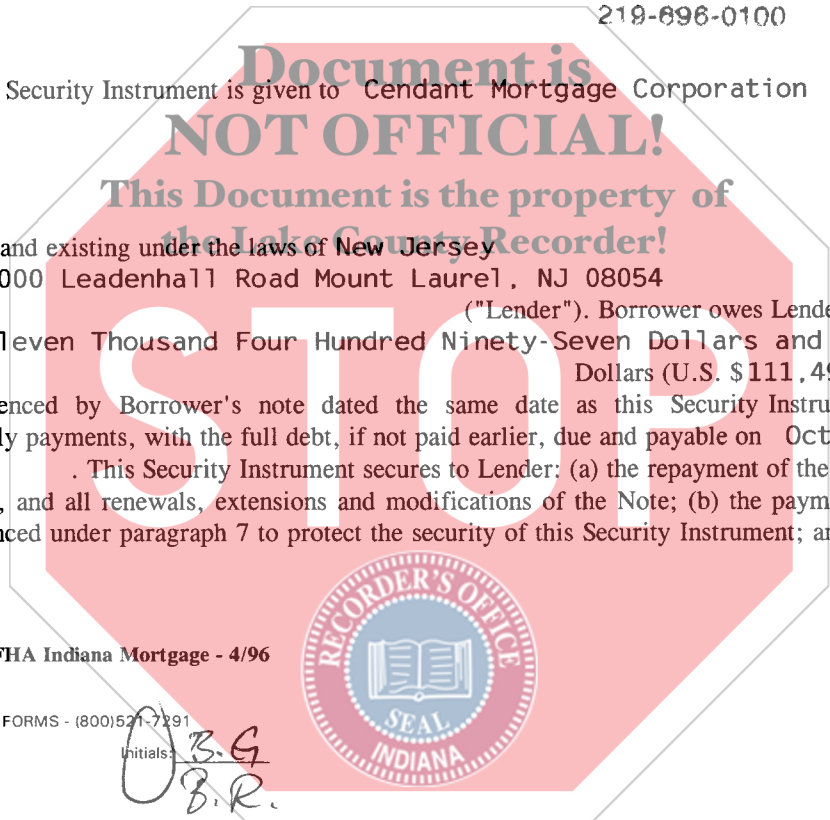 219-696-0100
Document is
Security Instrument is given to Cendant Mortgage Corporation
NOT OFFICIAL!
This Document is the property of
the Lake County Recorder!
and existing under the laws of New Jersey
000 Leadenhall Road Mount Laurel, NJ 08054
("Lender"). Borrower owes Lende
leven Thousand Four Hundred Ninety-Seven Dollars and
Dollars (U.S. $111,49
enced by Borrower's note dated the same date as this Security Instru
ly payments, with the full debt, if not paid earlier, due and payable on Oct
. This Security Instrument secures to Lender: (a) the repayment of the
, and all renewals, extensions and modifications of the Note; (b) the paym
nced under paragraph 7 to protect the security of this Security Instrument; an
STOP
RECORDER'S OFFICE
SEAL
INDIANA
FHA Indiana Mortgage - 4/96
FORMS - (800)521-7291
Initials: B.G
B.R.